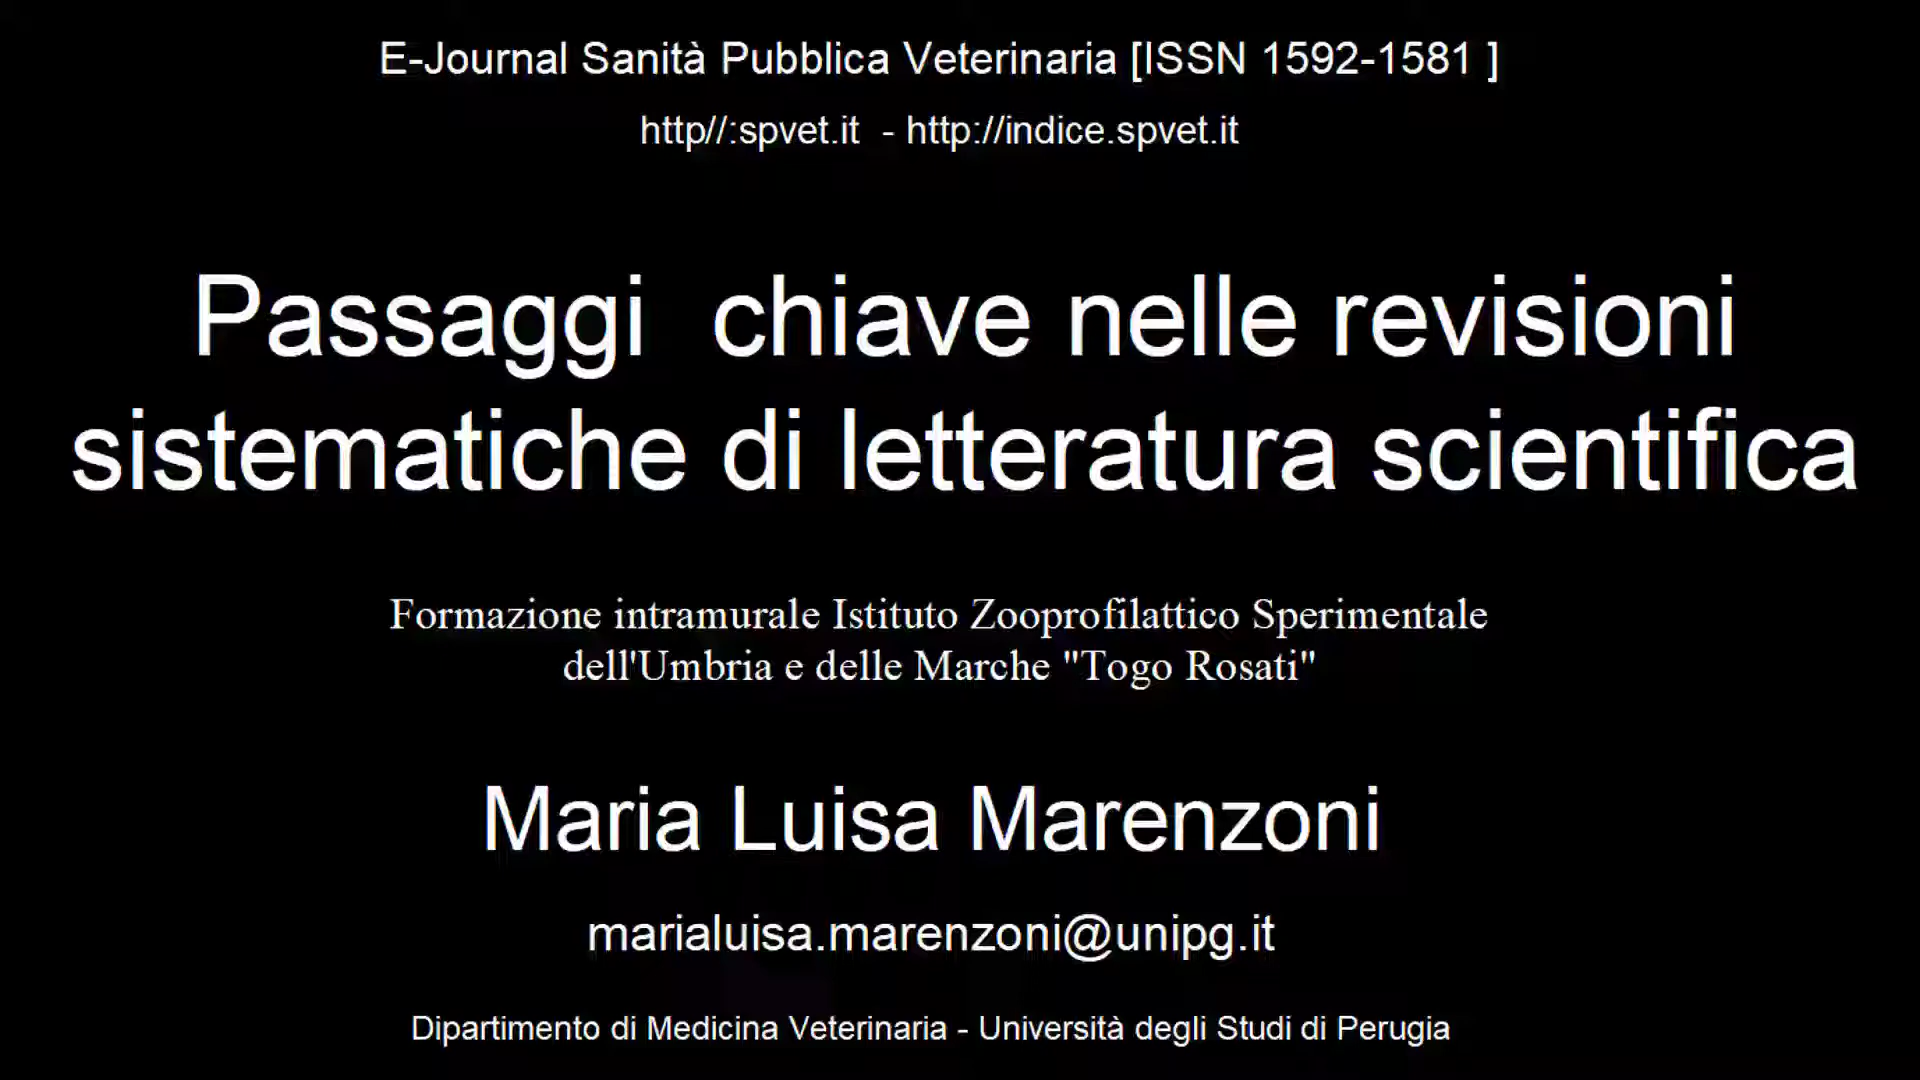 E-Journal Sanità Pubblica Veterinaria [ISSN 1592-1581 ]
http//:spvet.it - http://indice.spvet.it
Passaggi chiave nelle revisioni
sistematiche di letteratura scientifica
Formazione intramurale Istituto Zooprofilattico Sperimentale
dell'Umbria e delle Marche "Togo Rosati"
Maria Luisa Marenzoni
marialuisa.marenzoni@unipg.it
Dipartimento di Medicina Veterinaria - Università degli Studi di Perugia